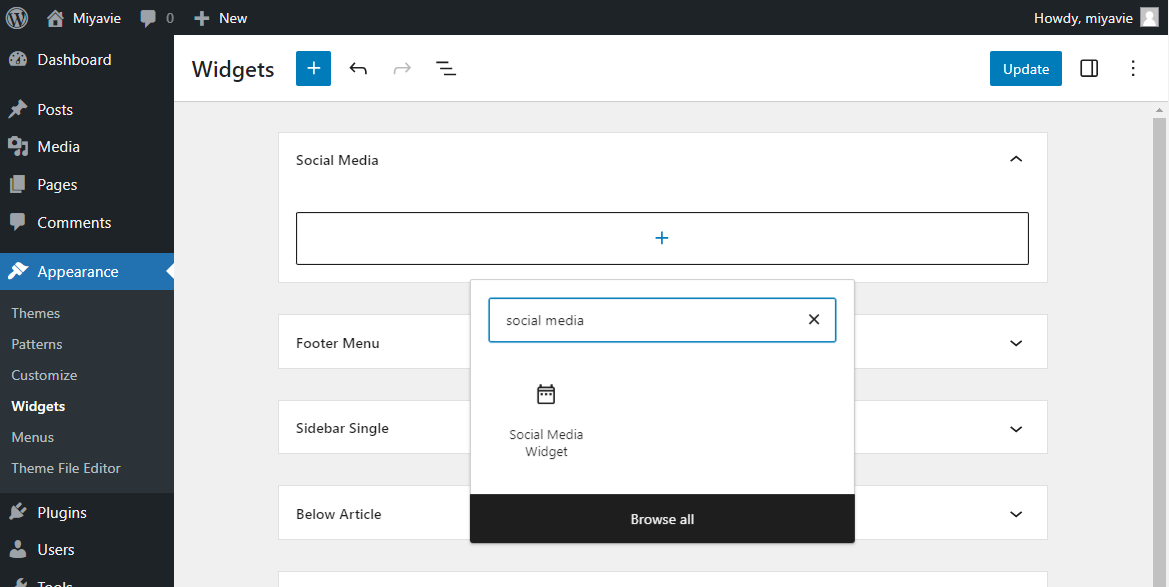 Miyavie 0 New Howdy, miyavie
Dashboard
Posts
Media
Pages
Comments
Appearance
Themes
Patterns
Customize
Widgets
Menus
Theme File Editor
Plugins
Users
Tools
Widgets Update
Social Media
social media
Social Media
Widget
Browse all
Footer Menu
Sidebar Single
Below Article